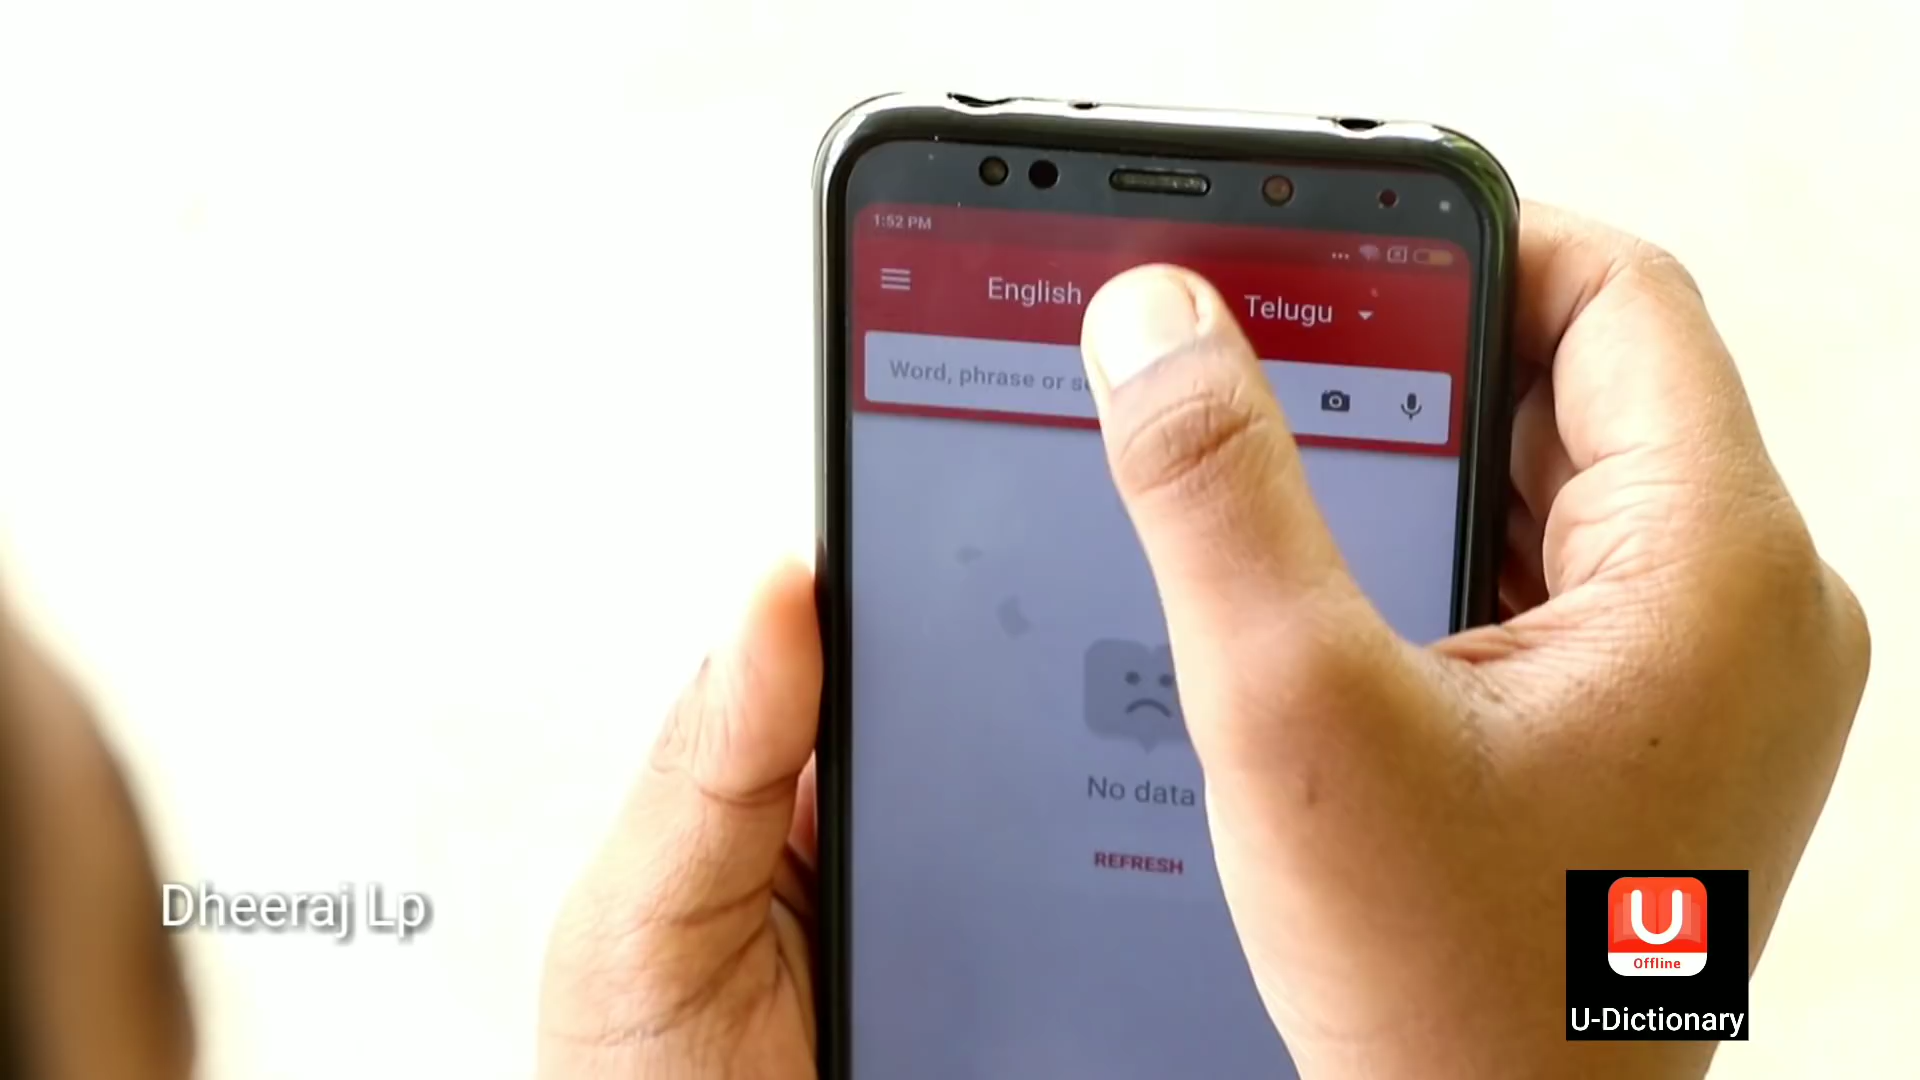 1:52 PM
English
Telugu
Word, phrase or
No data
REFRESH
Dheeraj Lp
U
Offline
U-Dictionary